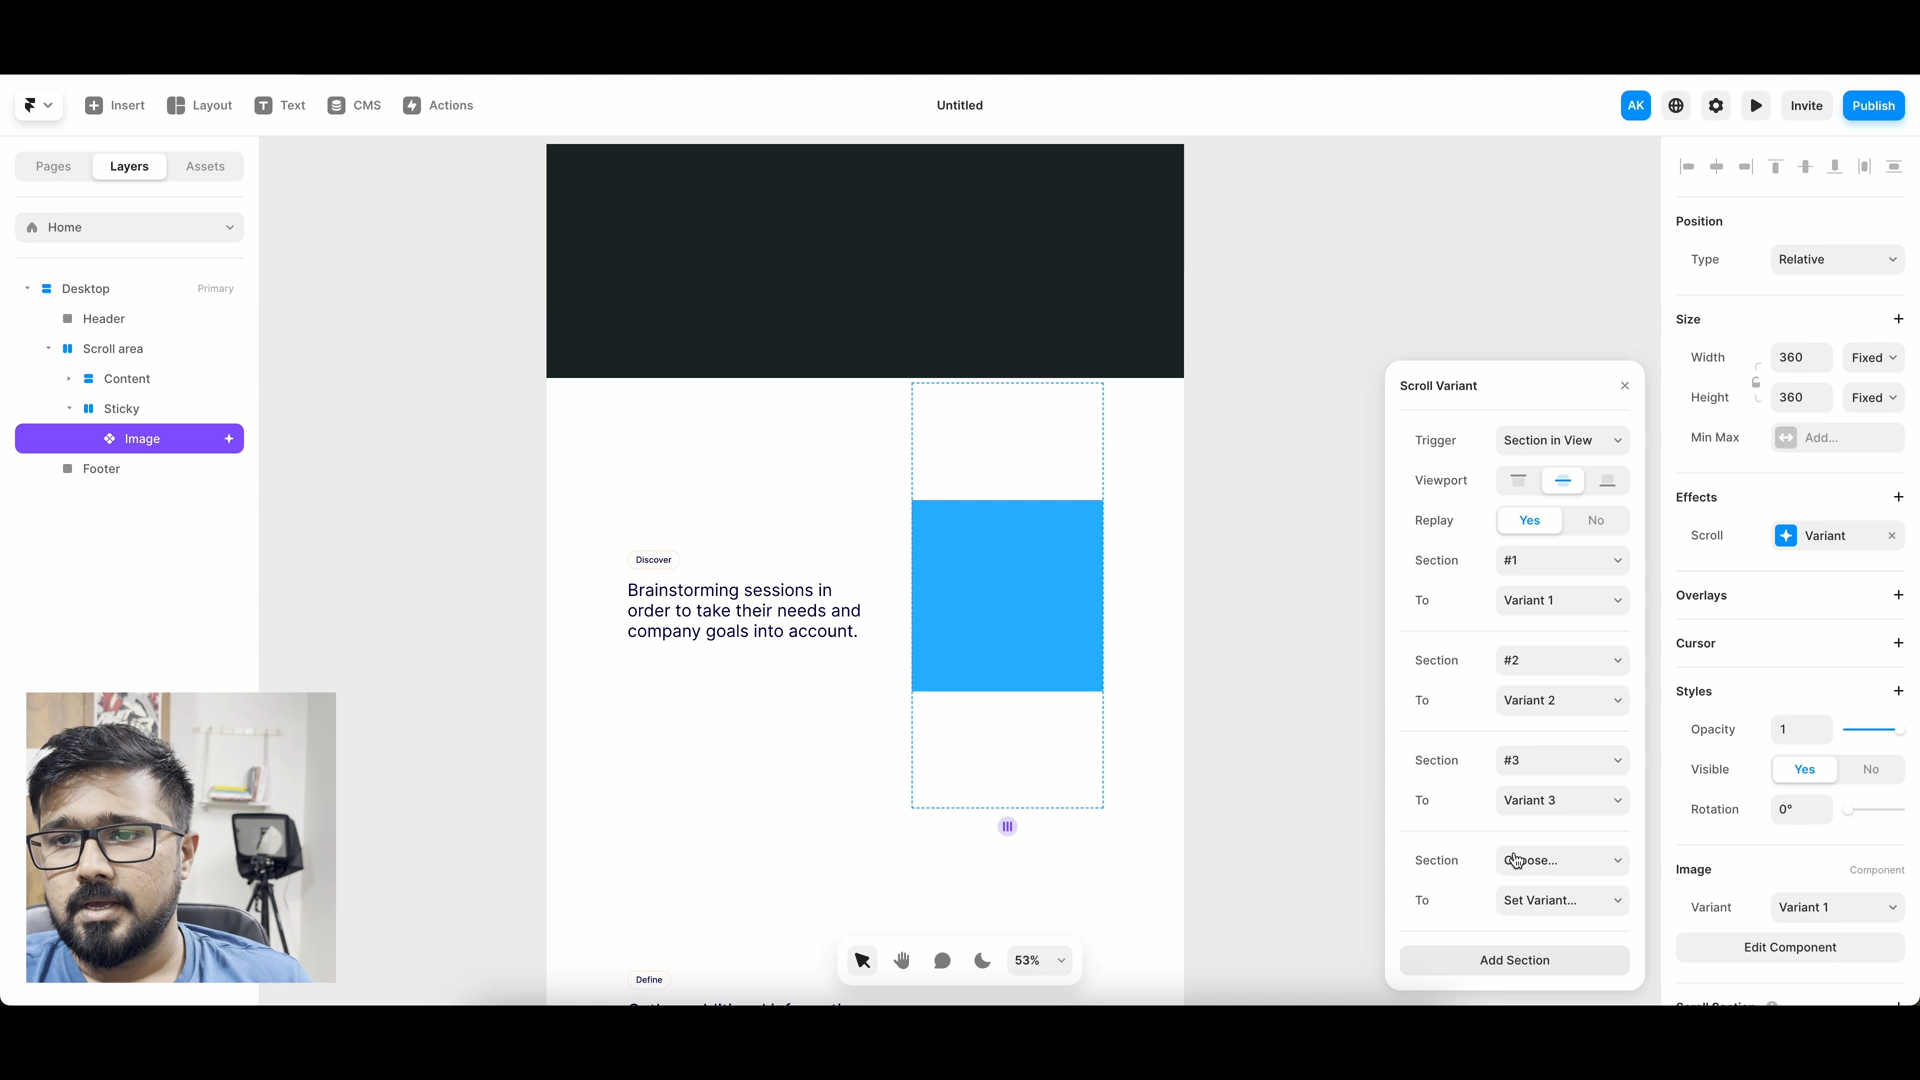 Insert
Layout
Text
CMS
Actions
Untitled
AK
Invite
Publish
Pages
Layers
Assets
Home
Desktop
Primary
Header
Scroll area
Content
Sticky
Image
Footer
Discover
Brainstorming sessions in
order to take their needs and
company goals into account.
Define
53%
Scroll Variant
Trigger
Section in View
Viewport
Replay
Yes
No
Section
#1
To
Variant 1
Section
#2
To
Variant 2
Section
#3
To
Variant 3
Section
To
Set Variant...
Add Section
Position
Type
Relative
Size
Width
360
Fixed
Height
360
Fixed
Min Max
Add...
Effects
Scroll
Variant
Overlays
Cursor
Styles
Opacity
1
Visible
Yes
No
Rotation
0°
Image
Component
Variant
Variant 1
Edit Component